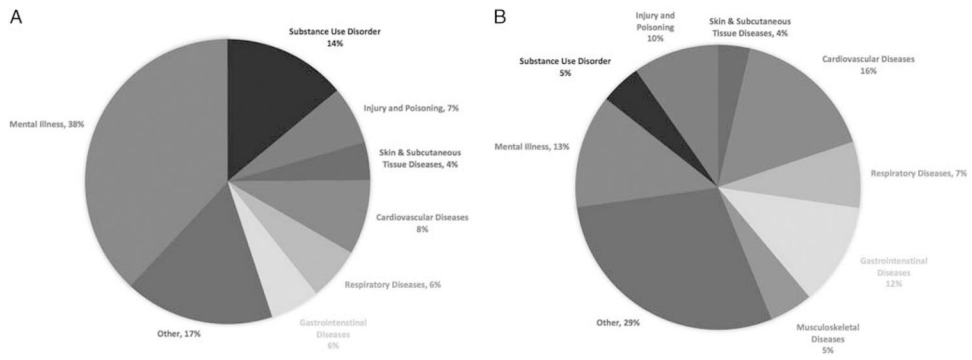 A
Substance Use Disorder
14%
Mental Illness, 38%
Injury and Poisoning, 7%
Skin & Subcutaneous
Tissue Diseases, 4%
Cardiovascular Diseases
8%
Respiratory Diseases, 6%
Gastrointenstinal
Diseases
6%
Other, 17%
B
Injury and
Poisoning
10%
Skin & Subcutaneous
Tissue Diseases, 4%
Substance Use Disorder
5%
Cardiovascular Diseases
16%
Mental Illness, 13%
Respiratory Diseases, 7%
Gastrointenstinal
Diseases
12%
Other, 29%
Musculoskeletal
Diseases
5%